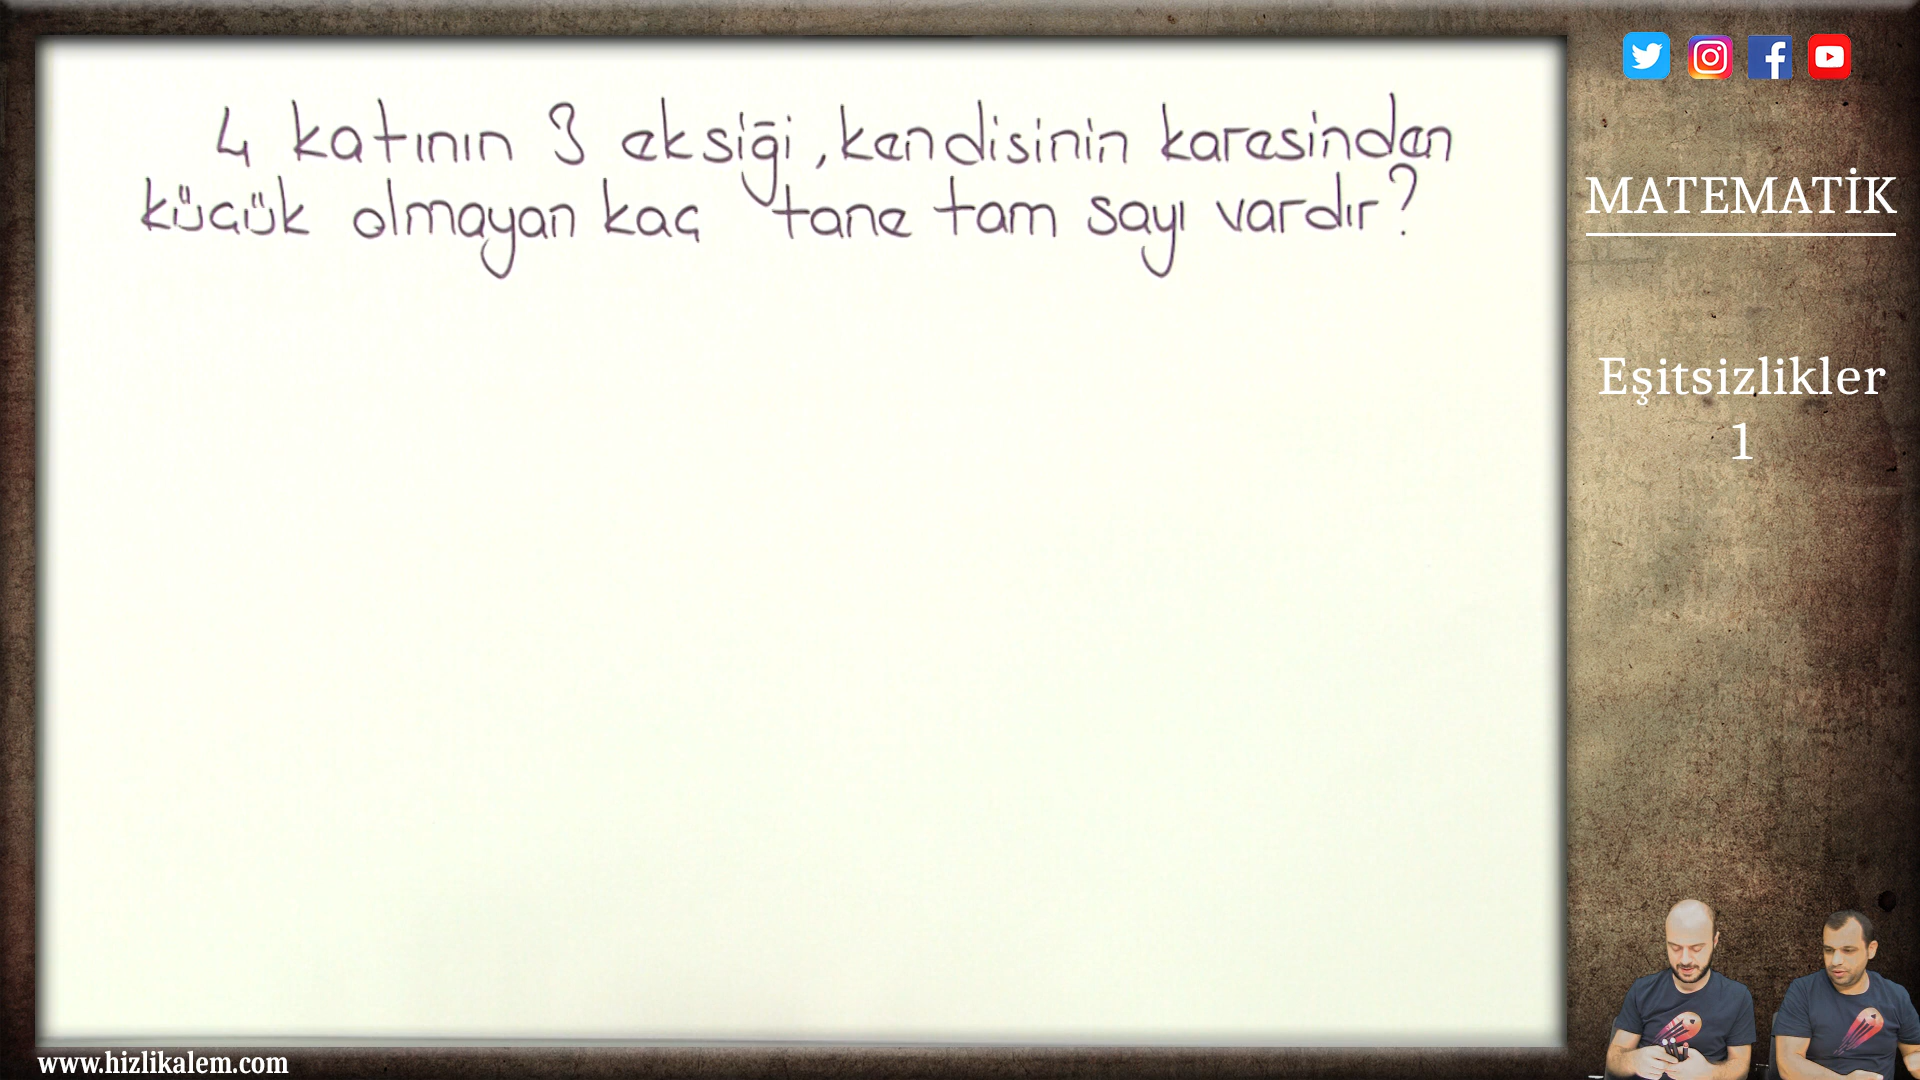 4 katının 3 eksiği, kendisinin karesinden
küçük olmayan kaç tane tam sayı vardır?
MATEMATİK
Eşitsizlikler
1
www.hizlikalem.com